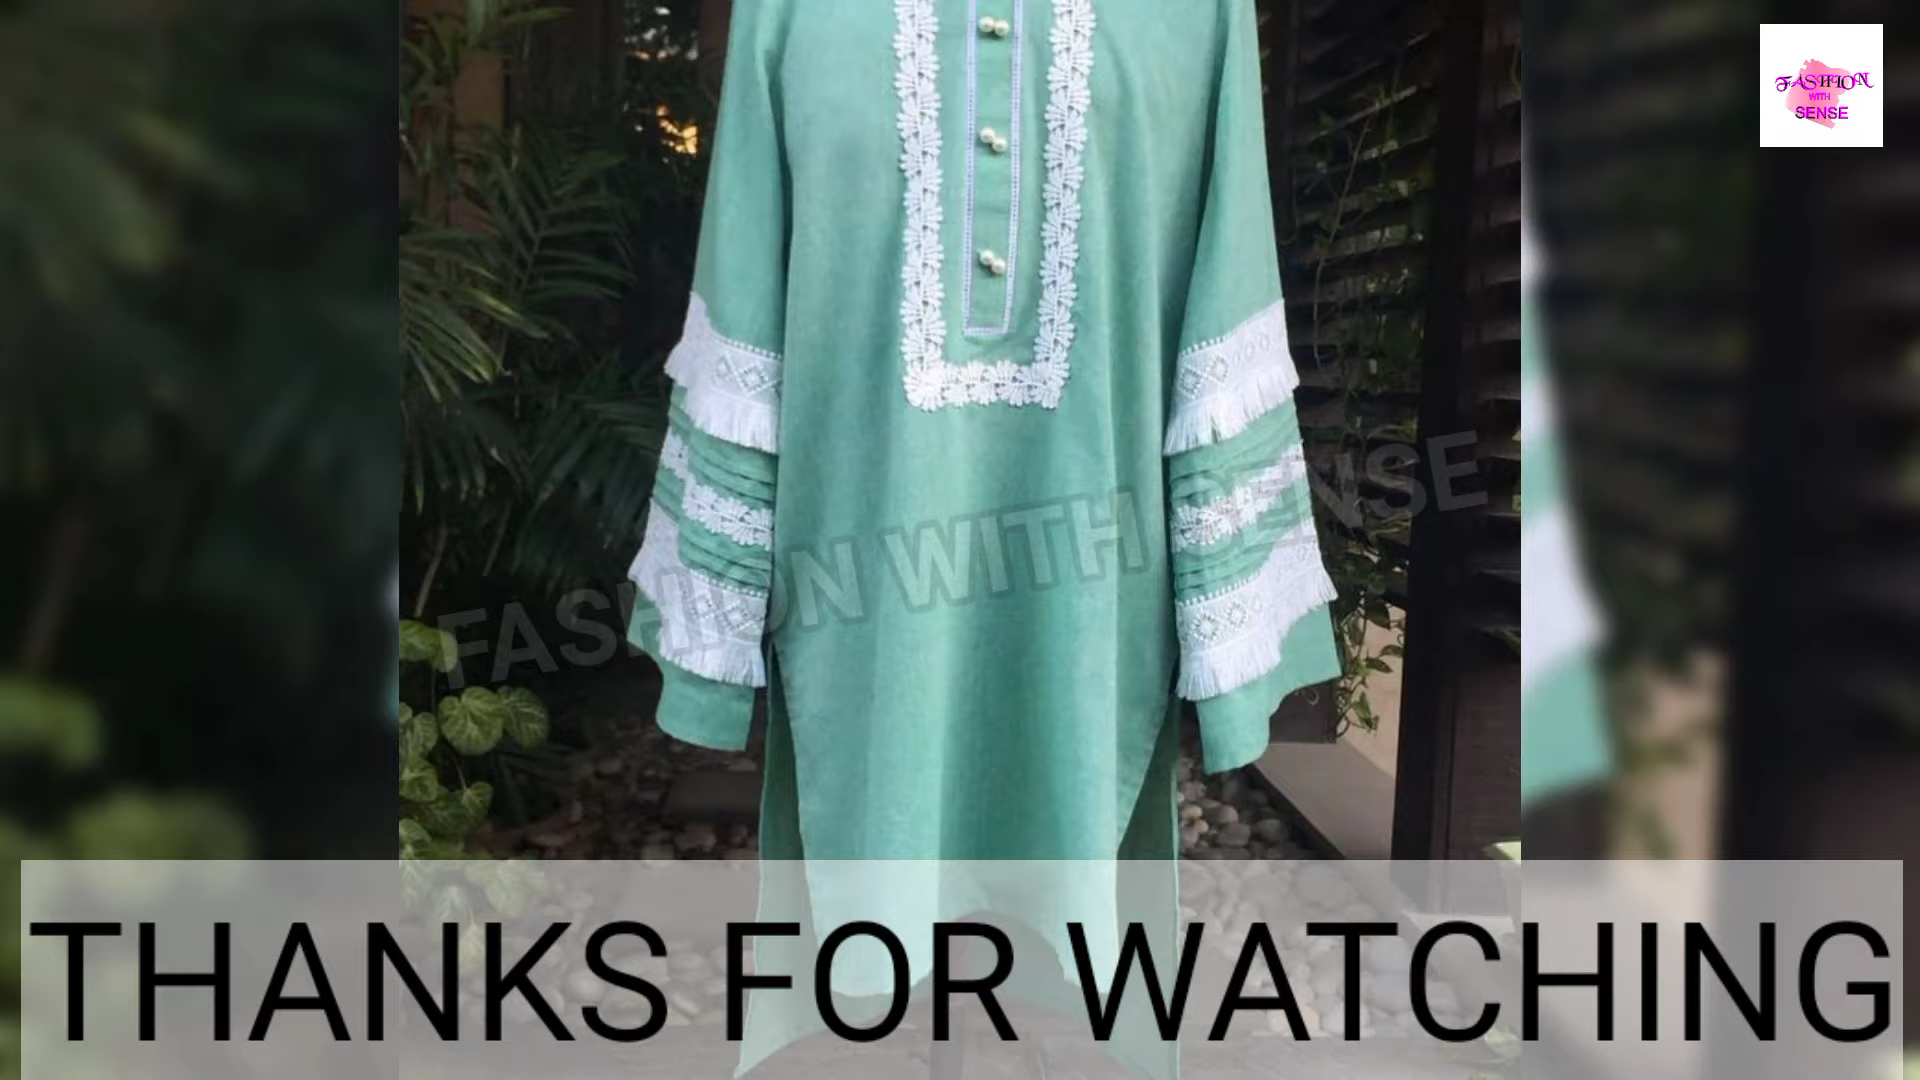 FASHION
WITH
SENSE
FASHION WITH SENSE
THANKS FOR WATCHING